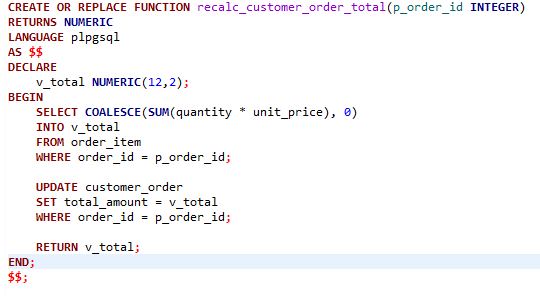 CREATE OR REPLACE FUNCTION recalc_customer_order_total(p_order_id INTEGER)
RETURNS NUMERIC
LANGUAGE plpgsql
AS $$
DECLARE
    v_total NUMERIC(12,2);
BEGIN
    SELECT COALESCE(SUM(quantity * unit_price), 0)
    INTO v_total
    FROM order_item
    WHERE order_id = p_order_id;

    UPDATE customer_order
    SET total_amount = v_total
    WHERE order_id = p_order_id;

    RETURN v_total;
END;
$$;